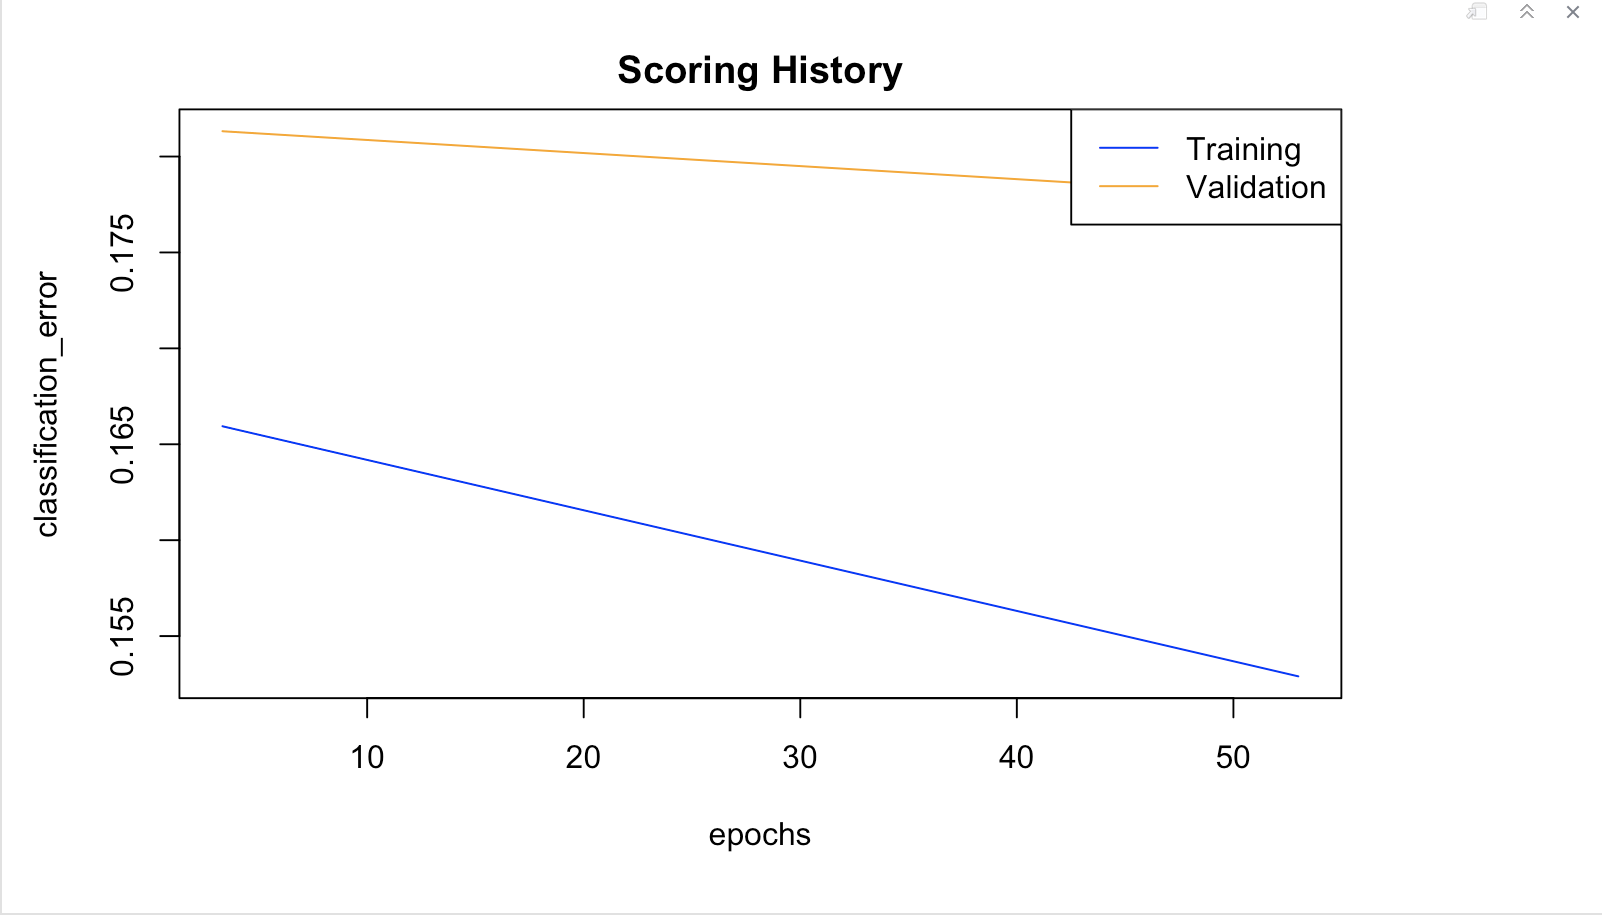 Scoring History
Training
Validation
classification_error
0.175
0.165
0.155
10 20 30 40 50
epochs